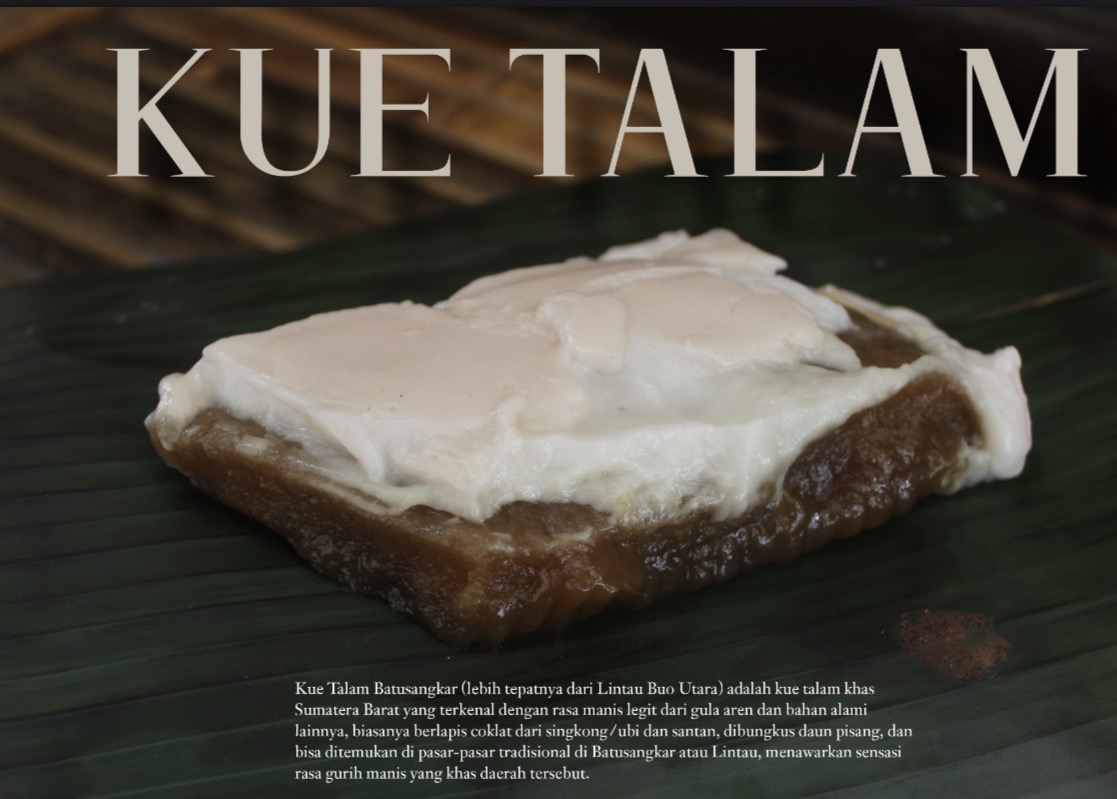 KUE TALAM
Kue Talam Batusangkar (lebih tepatnya dari Lintau Buo Utara) adalah kue talam khas
Sumatera Barat yang terkenal dengan rasa manis legit dari gula aren dan bahan alami
lainnya, biasanya berlapis coklat dari singkong/ubi dan santan, dibungkus daun pisang, dan
bisa ditemukan di pasar-pasar tradisional di Batusangkar atau Lintau, menawarkan sensasi
rasa gurih manis yang khas daerah tersebut.